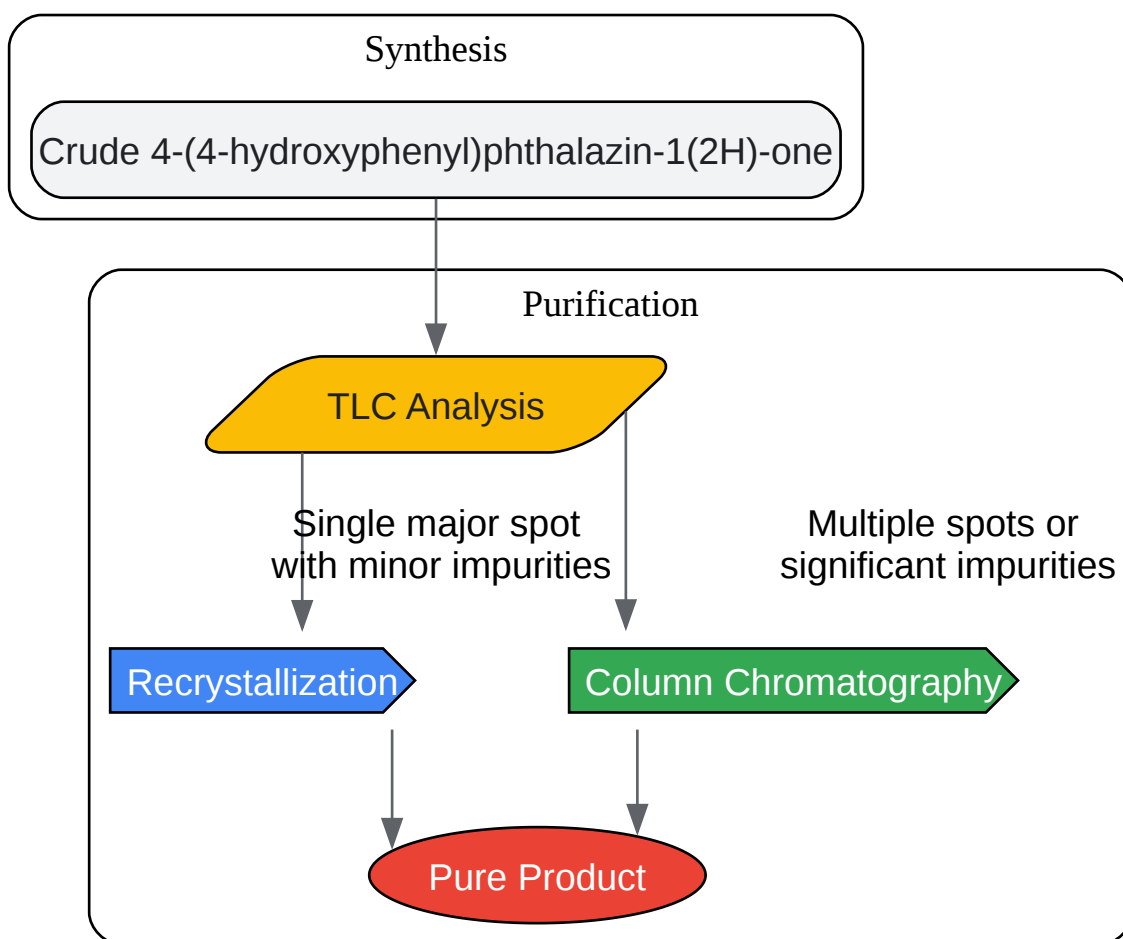 Synthesis
Crude 4-(4-hydroxyphenyl)phthalazin-1(2H)-one
Purification
TLC Analysis
Single major spot
with minor impurities
Multiple spots or
significant impurities
Recrystallization
Column Chromatography
Pure Product